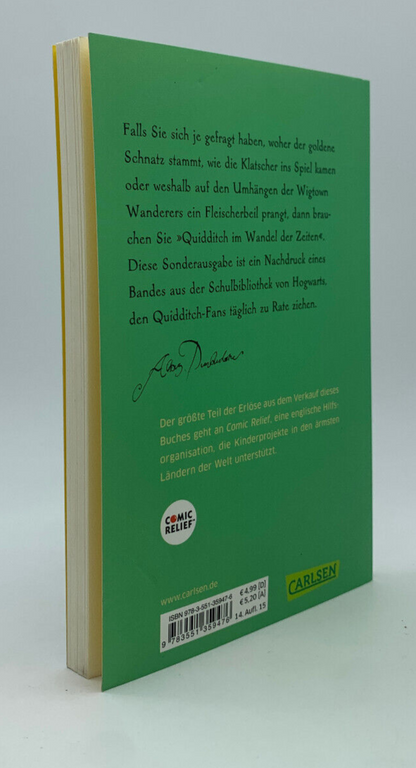 Falls Sie sich je gefragt haben, woher der goldene
Schnatz stammt, wie die Klatscher ins Spiel kamen
oder weshalb auf den Umhängen der Wigtown
Wanderers ein Fleischerbeil prangt, dann brau-
chen Sie »Quidditch im Wandel der Zeiten«.
Diese Sonderausgabe ist ein Nachdruck eines
Bandes aus der Schulbibliothek von Hogwarts,
den Quidditch-Fans täglich zu Rate ziehen.
Albus Dumbledore
Der größte Teil der Erlöse aus dem Verkauf dieses
Buches geht an Comic Relief, eine englische Hilfs-
organisation, die Kinderprojekte in den ärmsten
Ländern der Welt unterstützt.
COMIC
RELIEF
www.carlsen.de
CARLSEN
ISBN 978-3-551-35947-6
9 783551 359476
€ 4,99 [D]
€ 5,20 [A]
14. Aufl. 15